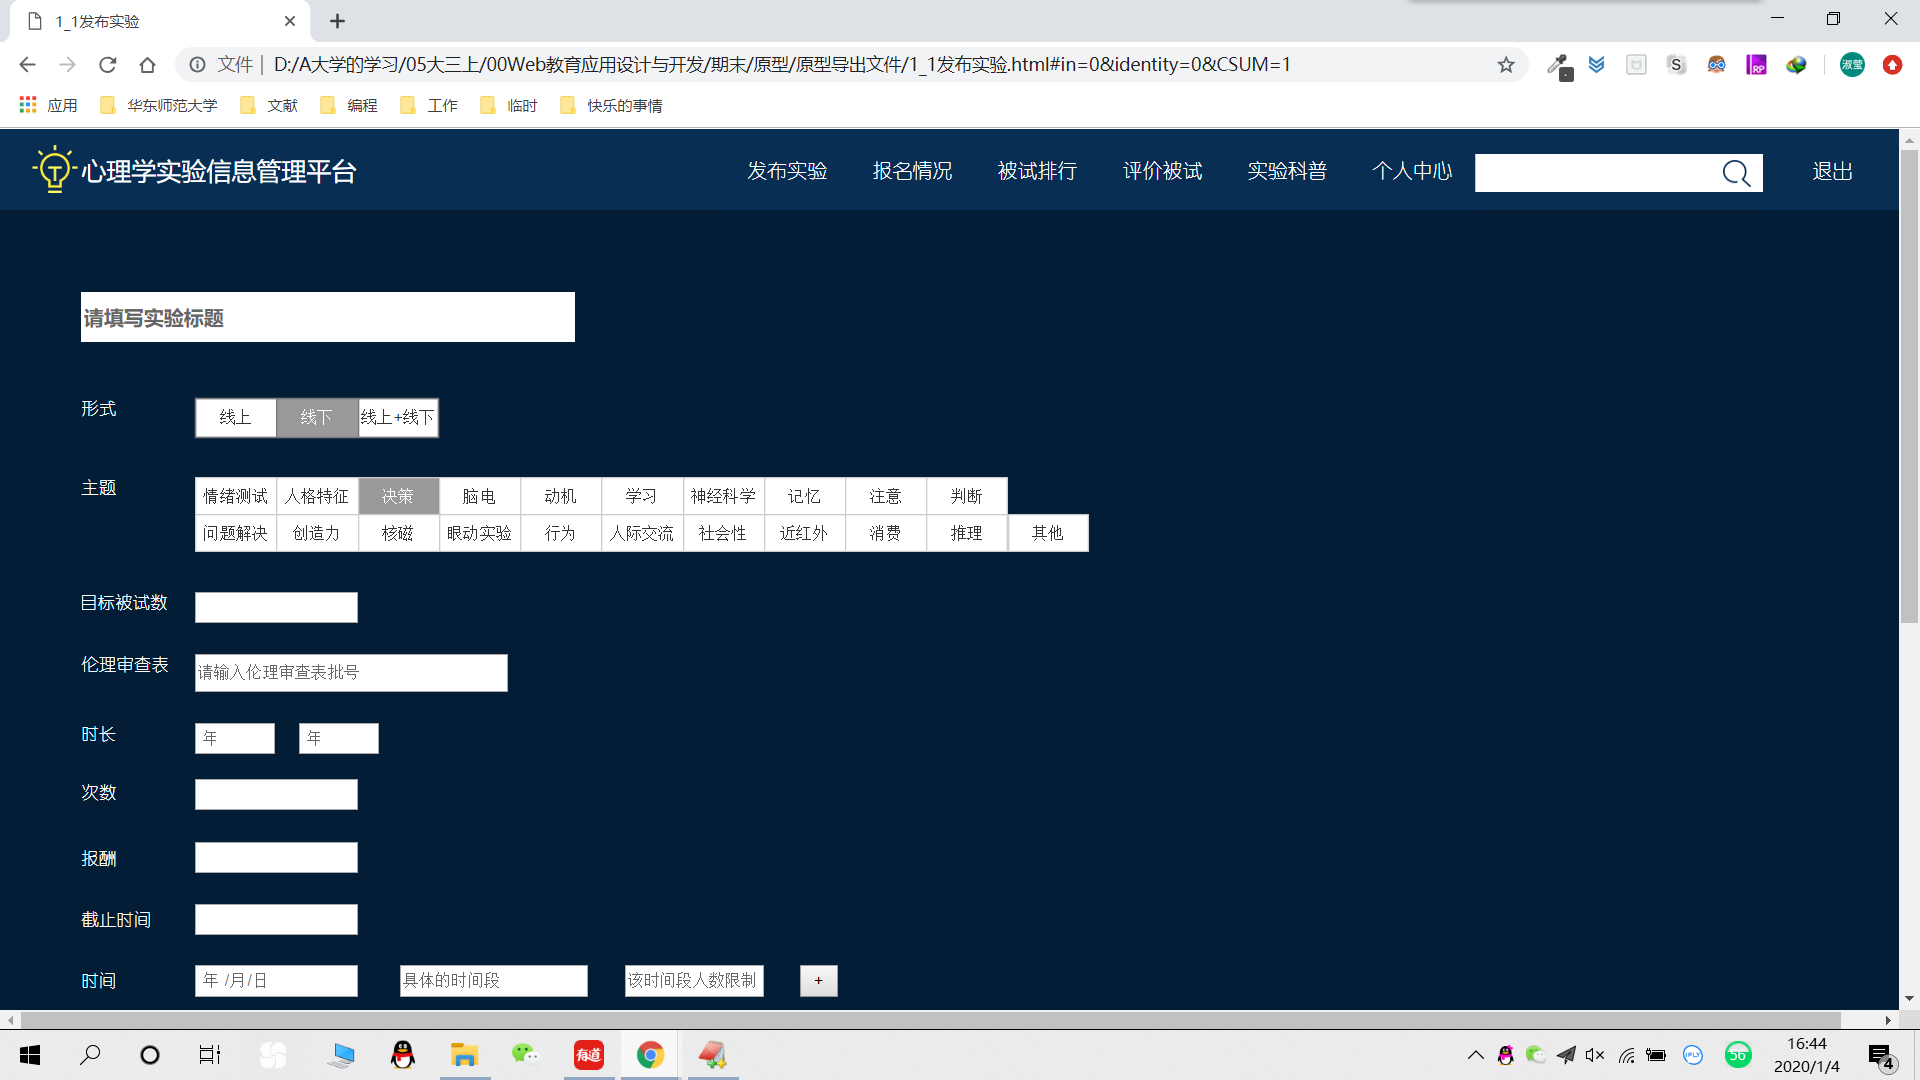 1_1发布实验
文件 | D:/A大学的学习/05大三上/00Web教育应用设计与开发/期末/原型/原型导出文件/1_1发布实验.html#in=0&identity=0&CSUM=1
S
RP
淑莹
应用 华东师范大学 文献 编程 工作 临时 快乐的事情
心理学实验信息管理平台 发布实验 报名情况 被试排行 评价被试 实验科普 个人中心 退出
请填写实验标题
形式 线上 线下 线上+线下
主题 情绪测试 人格特征 决策 脑电 动机 学习 神经科学 记忆 注意 判断
问题解决 创造力 核磁 眼动实验 行为 人际交流 社会性 近红外 消费 推理 其他
目标被试数
伦理审查表 请输入伦理审查表批号
时长 年 年
次数
报酬
截止时间
时间 年 /月/日 具体的时间段 该时间段人数限制 +
有道
iFLY
56
16:44
2020/1/4
4